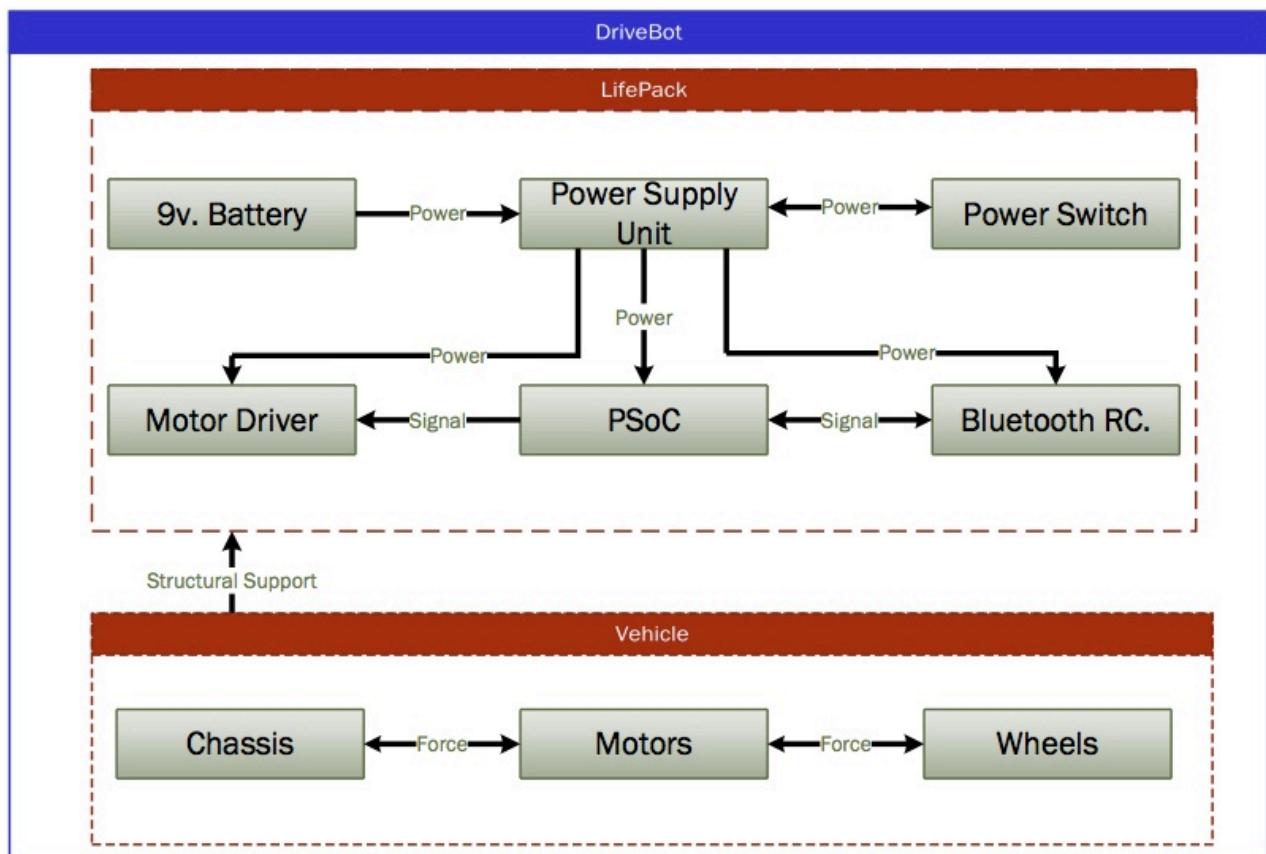 DriveBot
LifePack
9v. Battery
Power
Power Supply
Unit
Power
Power Switch
Power
Power
Power
Motor Driver
Signal
PSoC
Signal
Bluetooth RC.
Structural Support
Vehicle
Chassis
Force
Motors
Force
Wheels